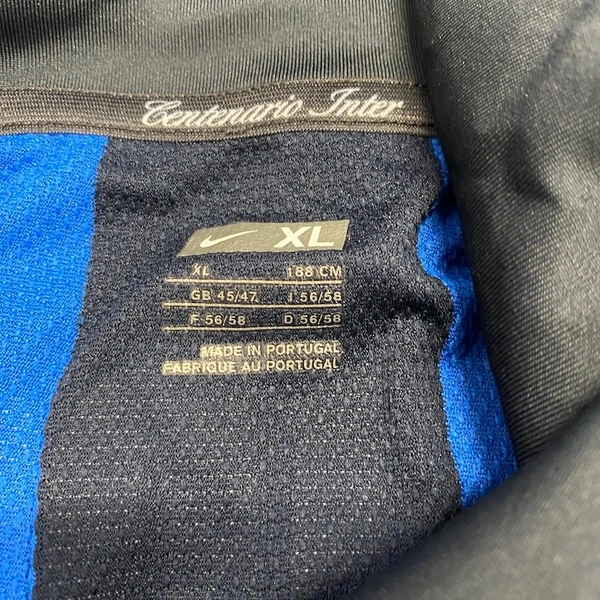 Centenario Inter
XL
XL 188 CM
GB 45/47 I 56/58
F 56/58 D 56/58
MADE IN PORTUGAL
FABRIQUE AU PORTUGAL